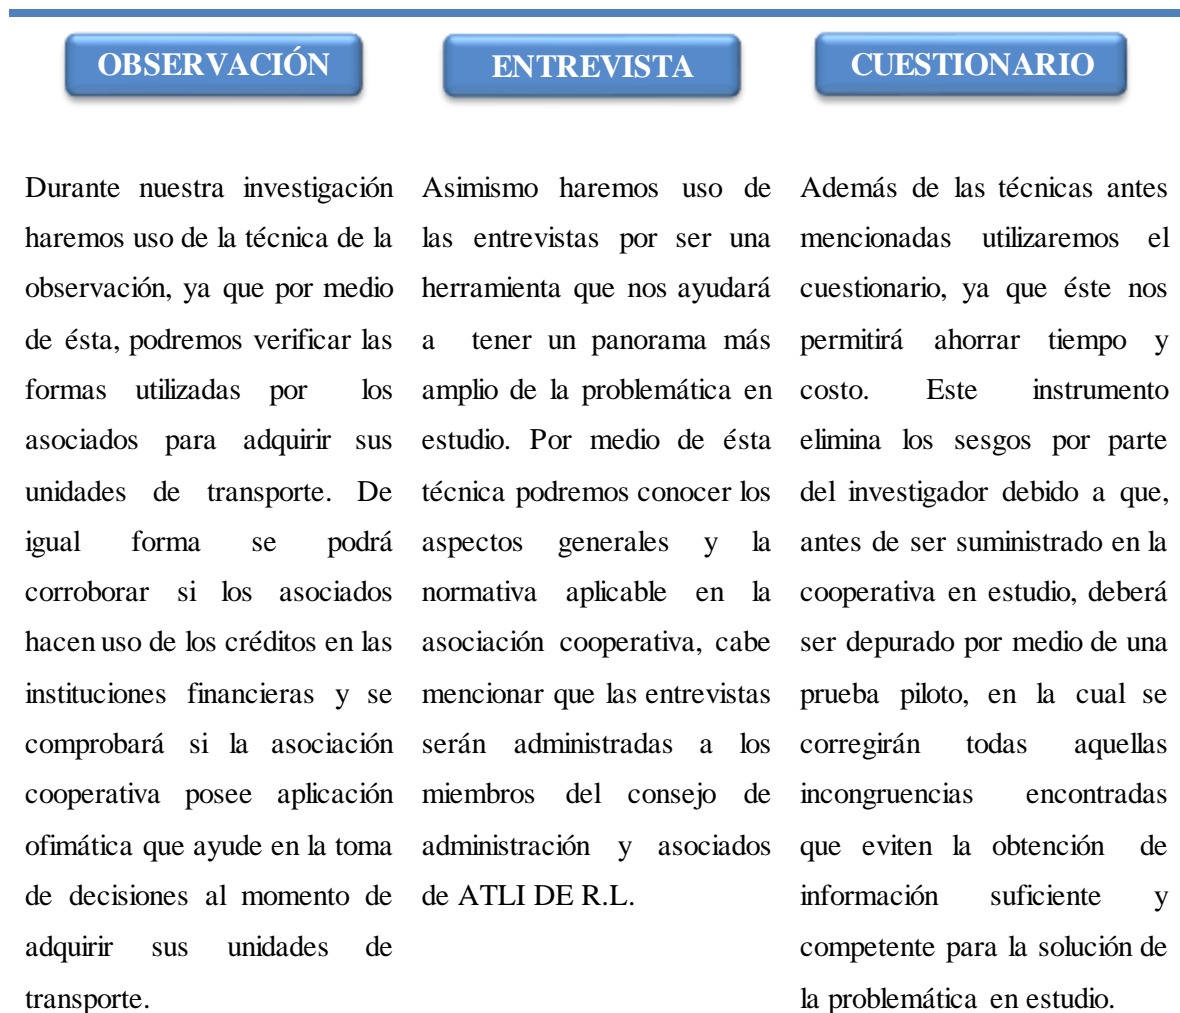 OBSERVACIÓN
Durante nuestra investigación
haremos uso de la técnica de la
observación, ya que por medio
de ésta, podremos verificar las
formas utilizadas por los
asociados para adquirir sus
unidades de transporte. De
igual forma se podrá
corroborar si los asociados
hacen uso de los créditos en las
instituciones financieras y se
comprobará si la asociación
cooperativa posee aplicación
ofimática que ayude en la toma
de decisiones al momento de
adquirir sus unidades de
transporte.
ENTREVISTA
Asimismo haremos uso de
las entrevistas por ser una
herramienta que nos ayudará
a tener un panorama más
amplio de la problemática en
estudio. Por medio de ésta
técnica podremos conocer los
aspectos generales y la
normativa aplicable en la
asociación cooperativa, cabe
mencionar que las entrevistas
serán administradas a los
miembros del consejo de
administración y asociados
de ATLI DE R.L.
CUESTIONARIO
Además de las técnicas antes
mencionadas utilizaremos el
cuestionario, ya que éste nos
permitirá ahorrar tiempo y
costo. Este instrumento
elimina los sesgos por parte
del investigador debido a que,
antes de ser suministrado en la
cooperativa en estudio, deberá
ser depurado por medio de una
prueba piloto, en la cual se
corregirán todas aquellas
incongruencias encontradas
que eviten la obtención de
información suficiente y
competente para la solución de
la problemática en estudio.